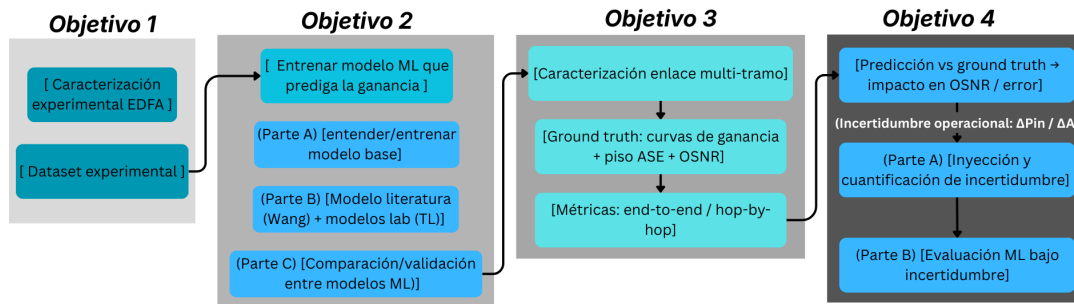 Objetivo 1
[ Caracterización
experimental EDFA ]
[ Dataset experimental ]
Objetivo 2
[ Entrenar modelo ML que
prediga la ganancia ]
(Parte A) [entender/entrenar
modelo base]
(Parte B) [Modelo literatura
(Wang) + modelos lab (TL)]
(Parte C) [Comparación/validación
entre modelos ML)]
Objetivo 3
[Caracterización enlace multi-tramo]
[Ground truth: curvas de ganancia
+ piso ASE + OSNR]
[Métricas: end-to-end / hop-by-
hop]
Objetivo 4
[Predicción vs ground truth →
impacto en OSNR / error]
(Incertidumbre operacional: ΔPin / ΔA
(Parte A) [Inyección y
cuantificación de incertidumbre]
(Parte B) [Evaluación ML bajo
incertidumbre]